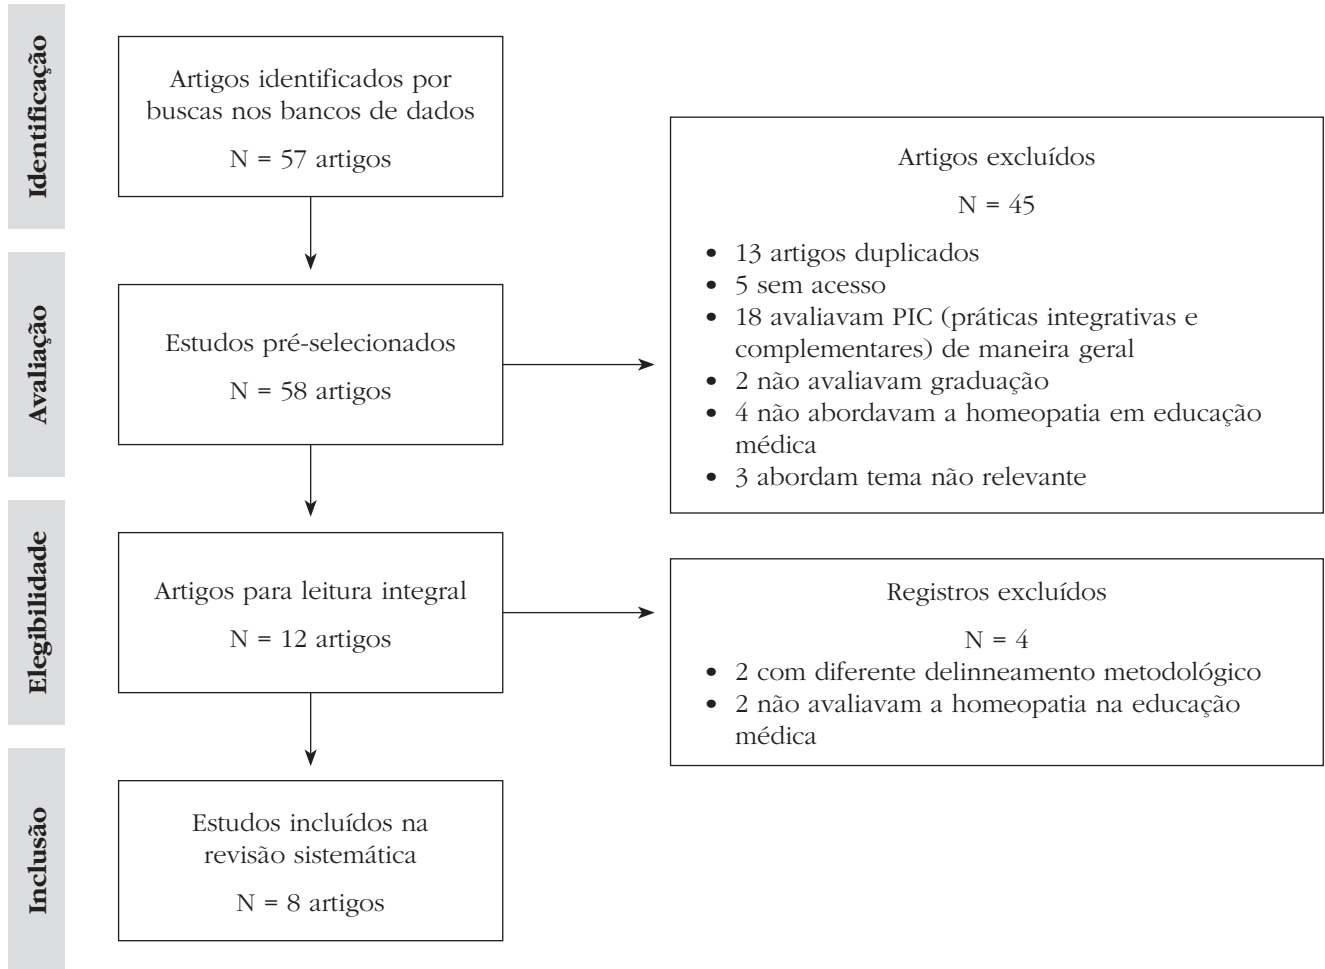 Identificação
Artigos identificados por
buscas nos bancos de dados
N = 57 artigos
Avaliação
Estudos pré-selecionados
N = 58 artigos
Artigos excluídos
N = 45
• 13 artigos duplicados
• 5 sem acesso
• 18 avaliavam PIC (práticas integrativas e
complementares) de maneira geral
• 2 não avaliavam graduação
• 4 não abordavam a homeopatia em educação
médica
• 3 abordam tema não relevante
Elegibilidade
Artigos para leitura integral
N = 12 artigos
Registros excluídos
N = 4
• 2 com diferente delinneamento metodológico
• 2 não avaliavam a homeopatia na educação
médica
Inclusão
Estudos incluídos na
revisão sistemática
N = 8 artigos